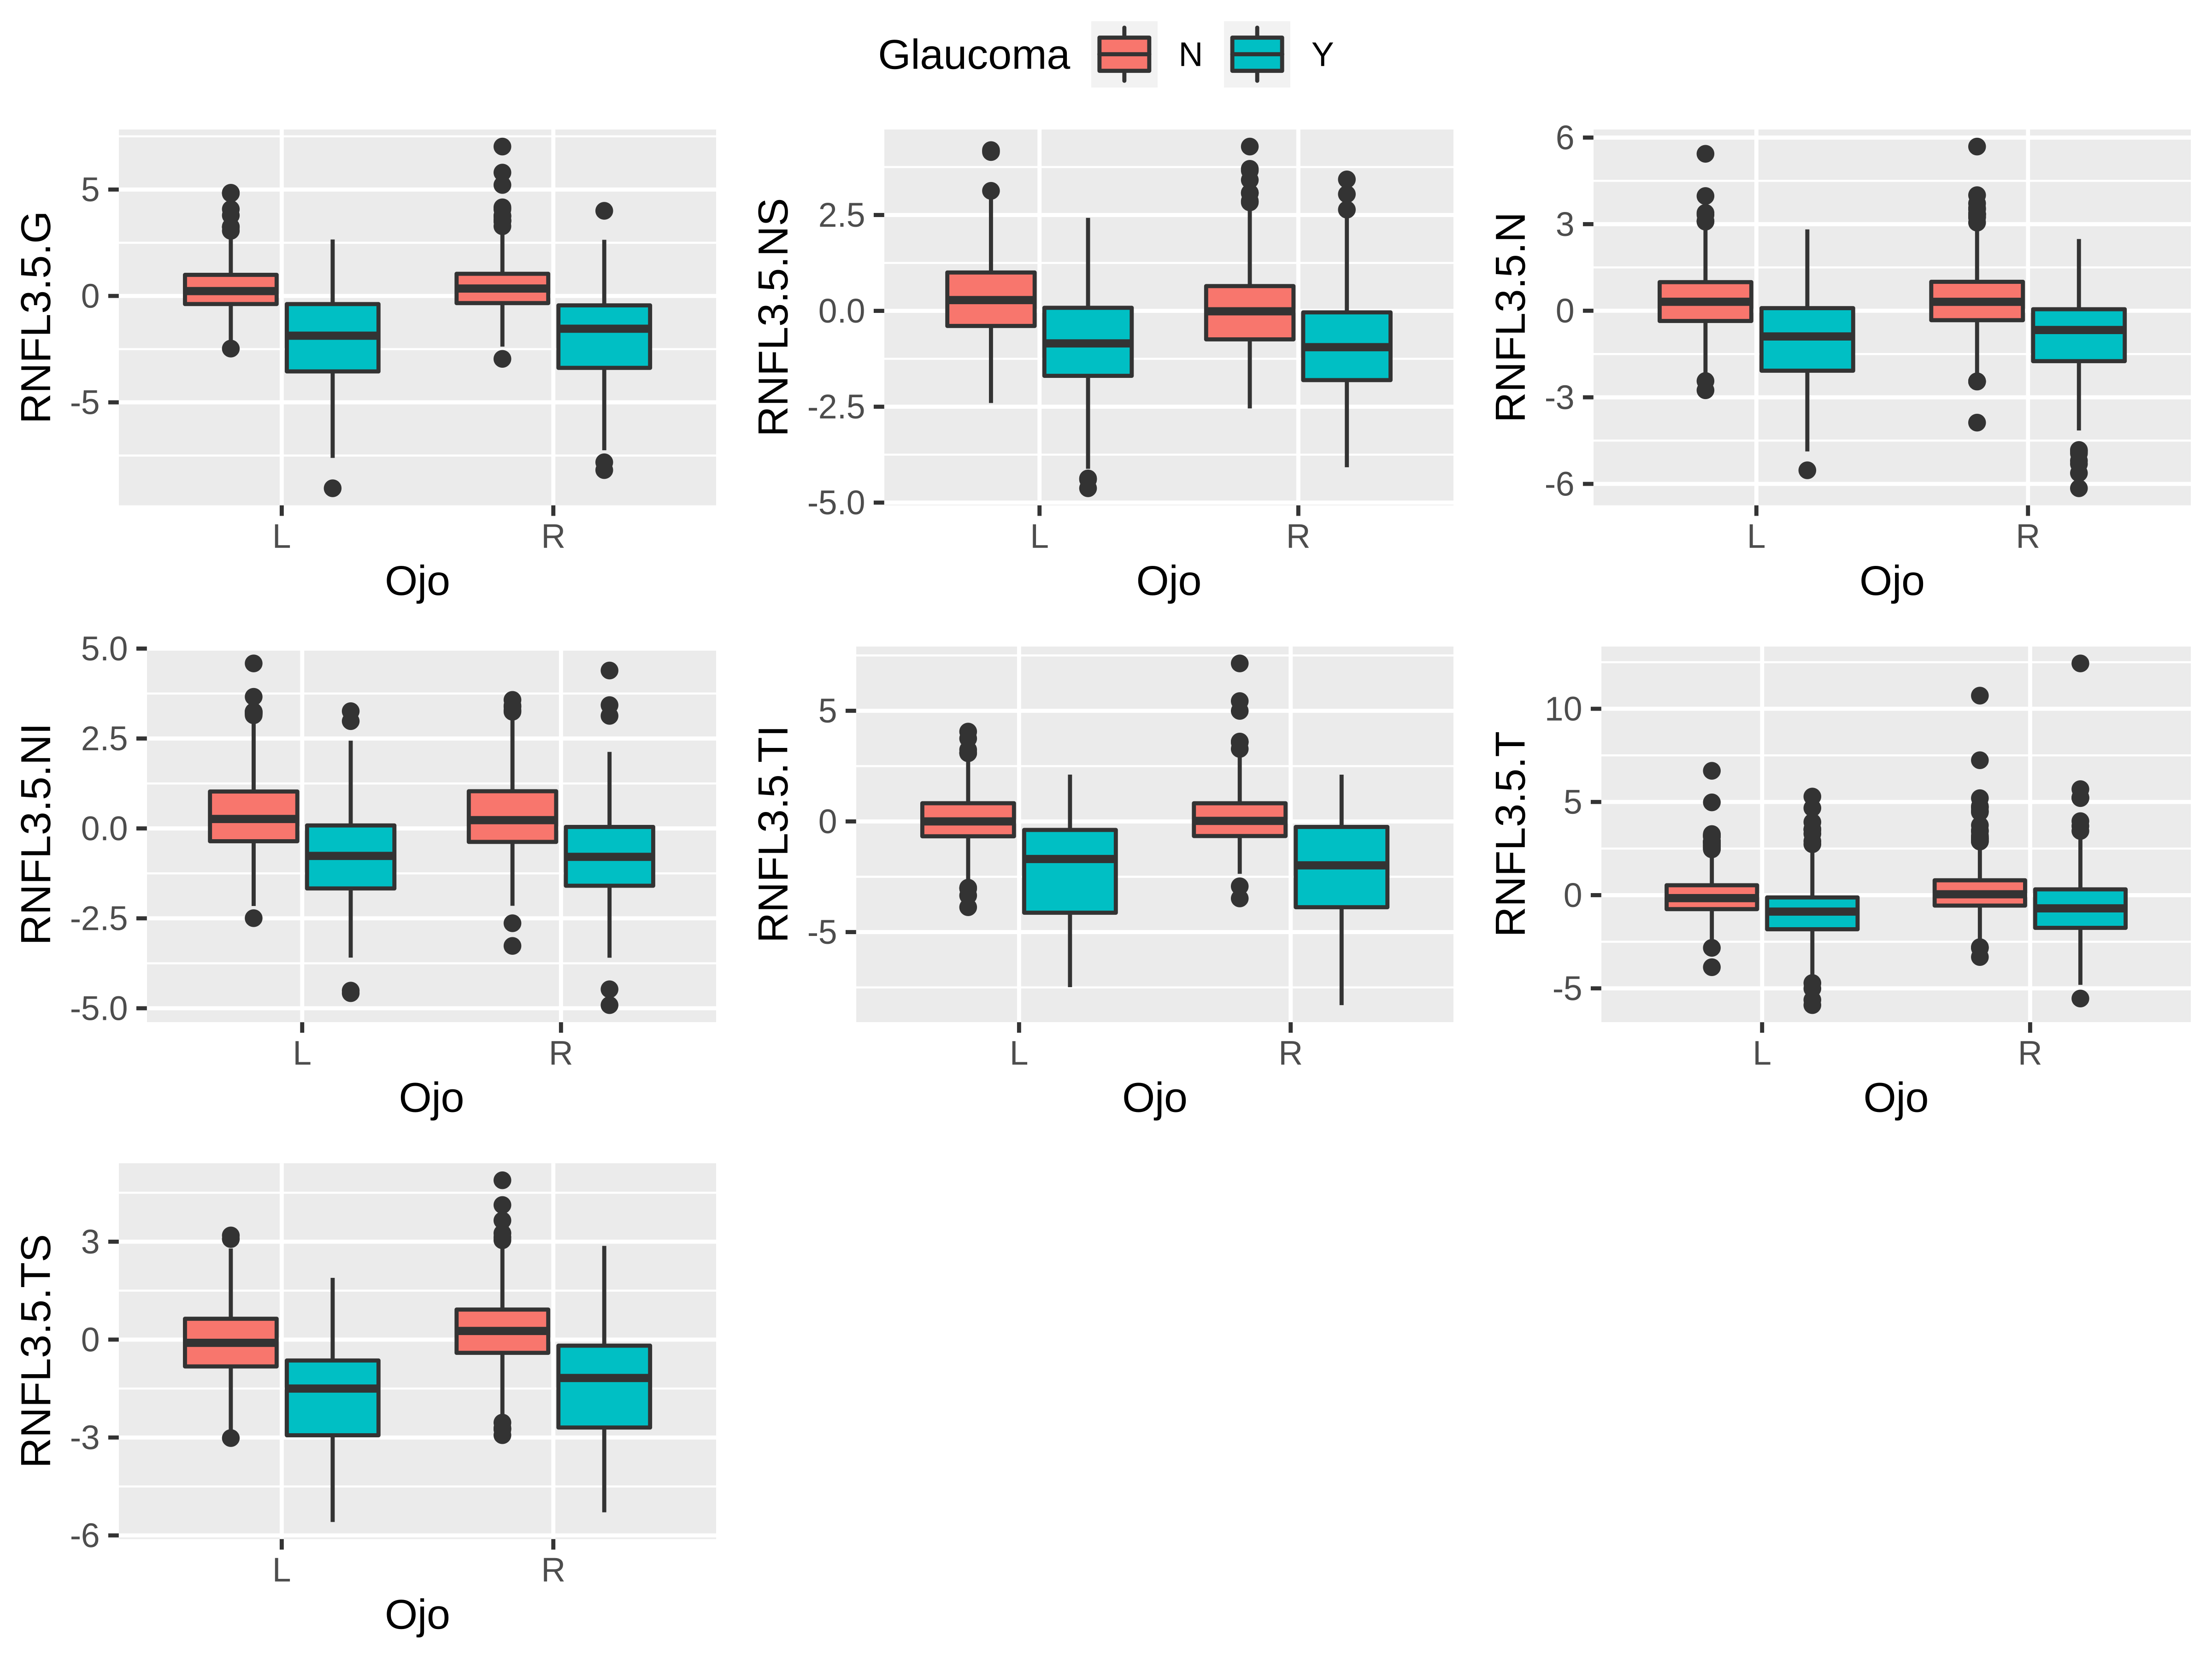 Glaucoma N Y
RNFL3.5.G
5
0
-5
L R
Ojo
RNFL3.5.NS
2.5
0.0
-2.5
-5.0
L R
Ojo
RNFL3.5.N
6
3
0
-3
-6
L R
Ojo
RNFL3.5.NI
5.0
2.5
0.0
-2.5
-5.0
L R
Ojo
RNFL3.5.TI
5
0
-5
L R
Ojo
RNFL3.5.T
10
5
0
-5
L R
Ojo
RNFL3.5.TS
3
0
-3
-6
L R
Ojo